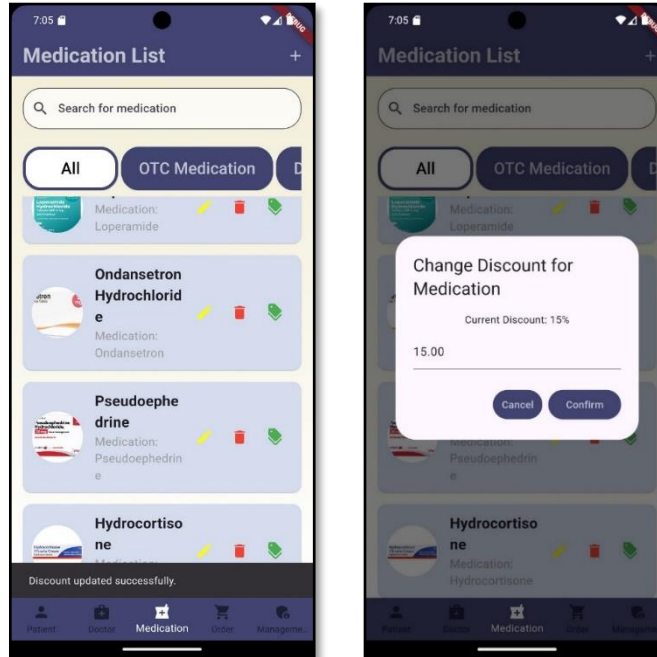 7:05
DEBUG
Medication List
+
Search for medication
All
OTC Medication
Medication:
Loperamide
Ondansetron
Hydrochlorid
e
Medication:
Ondansetron
Pseudoephe
drine
Medication:
Pseudoephedrin
e
Hydrocortiso
ne
Discount updated successfully.
Patient
Doctor
Medication
Order
Manageme...
7:05
DEBUG
Medication List
+
Search for medication
All
OTC Medication
Medication:
Loperamide
Change Discount for
Medication
Current Discount: 15%
15.00
Cancel
Confirm
Medication:
Pseudoephedrin
e
Hydrocortiso
ne
Medication:
Hydrocortisone
Patient
Doctor
Medication
Order
Manageme...